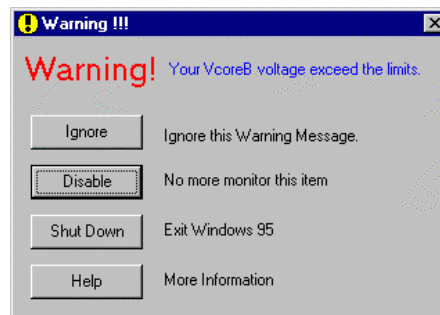 Warning !!!
Warning! Your VcoreB voltage exceed the limits.
Ignore Ignore this Warning Message.
Disable No more monitor this item
Shut Down Exit Windows 95
Help More Information